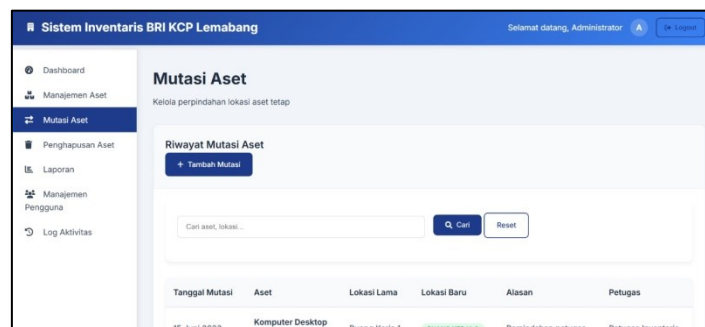 Sistem Inventaris BRI KCP Lemabang
Selamat datang, Administrator A Logout
Dashboard
Manajemen Aset
Mutasi Aset
Penghapusan Aset
Laporan
Manajemen
Pengguna
Log Aktivitas
Mutasi Aset
Kelola perpindahan lokasi aset tetap
Riwayat Mutasi Aset
+ Tambah Mutasi
Cari aset, lokasi...
Cari
Reset
Tanggal Mutasi Aset Lokasi Lama Lokasi Baru Alasan Petugas
Komputer Desktop